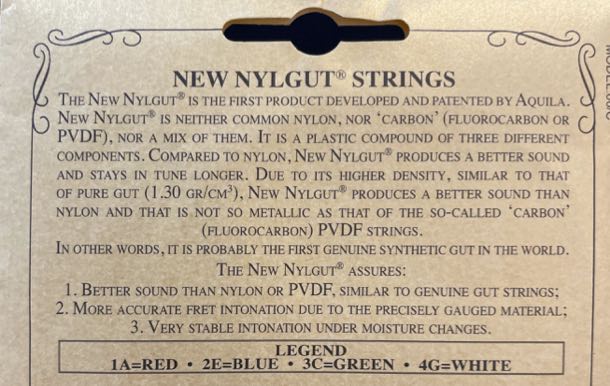 NEW NYLGUT® STRINGS
THE NEW NYLGUT® IS THE FIRST PRODUCT DEVELOPED AND PATENTED BY AQUILA.
NEW NYLGUT® IS NEITHER COMMON NYLON, NOR ‘CARBON’ (FLUOROCARBON OR
PVDF), NOR A MIX OF THEM. IT IS A PLASTIC COMPOUND OF THREE DIFFERENT
COMPONENTS. COMPARED TO NYLON, NEW NYLGUT® PRODUCES A BETTER SOUND
AND STAYS IN TUNE LONGER. DUE TO ITS HIGHER DENSITY, SIMILAR TO THAT
OF PURE GUT (1.30 GR/CM³), NEW NYLGUT® PRODUCES A BETTER SOUND THAN
NYLON AND THAT IS NOT SO METALLIC AS THAT OF THE SO-CALLED ‘CARBON’
(FLUOROCARBON) PVDF STRINGS.
IN OTHER WORDS, IT IS PROBABLY THE FIRST GENUINE SYNTHETIC GUT IN THE WORLD.
THE NEW NYLGUT® ASSURES:
1. BETTER SOUND THAN NYLON OR PVDF, SIMILAR TO GENUINE GUT STRINGS;
2. MORE ACCURATE FRET INTONATION DUE TO THE PRECISELY GAUGED MATERIAL;
3. VERY STABLE INTONATION UNDER MOISTURE CHANGES.
LEGEND
1A=RED • 2E=BLUE • 3C=GREEN • 4G=WHITE